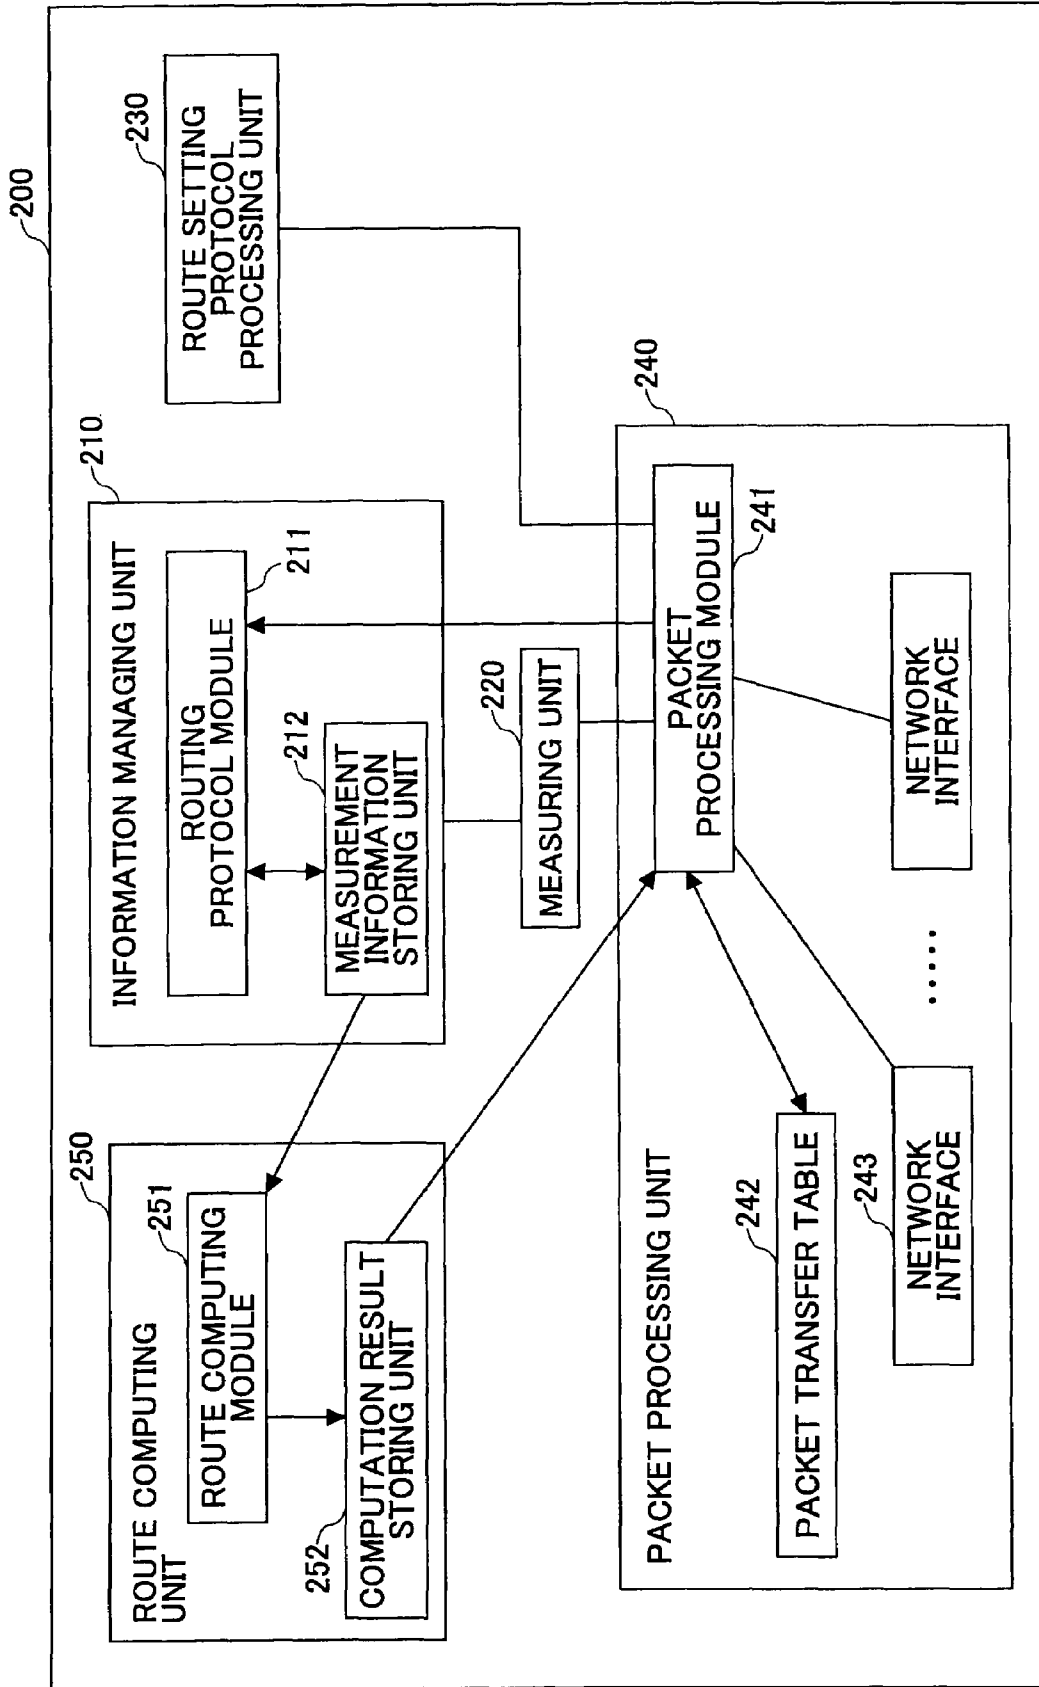 200
250
ROUTE COMPUTING
UNIT
251
ROUTE COMPUTING
MODULE
252
COMPUTATION RESULT
STORING UNIT
210
INFORMATION MANAGING UNIT
ROUTING
PROTOCOL MODULE
211
212
MEASUREMENT
INFORMATION
STORING UNIT
230
ROUTE SETTING
PROTOCOL
PROCESSING UNIT
220
MEASURING UNIT
240
PACKET PROCESSING UNIT
PACKET
PROCESSING MODULE
241
242
PACKET TRANSFER TABLE
243
NETWORK
INTERFACE
.....
NETWORK
INTERFACE